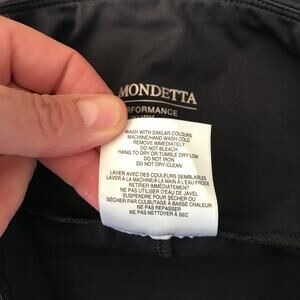 MONDETTA
ERFORMANCE
WASH WITH SIMILAR COLOURS
MACHINE/HAND WASH COLD
REMOVE IMMEDIATELY
DO NOT BLEACH
HANG TO DRY OR TUMBLE DRY LOW
DO NOT IRON
DO NOT DRY-CLEAN
LAVER AVEC DES COULEURS SEMBLABLES
LAVER À LA MACHINE/À LA MAIN À L'EAU FROIDE
RETIRER IMMÉDIATEMENT
NE PAS UTILISER D'EAU DE JAVEL
SUSPENDRE POUR SÉCHER OU
SÉCHER PAR CULBUTAGE À BASSE CHALEUR
NE PAS REPASSER
NE PAS NETTOYER À SEC